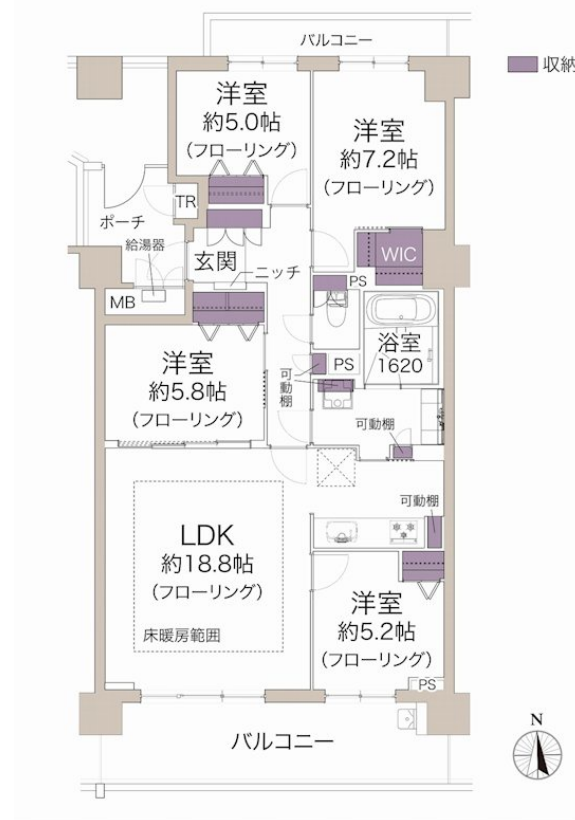 バルコニー
収納
洋室
約5.0帖
(フローリング)
洋室
約7.2帖
(フローリング)
TR
ポーチ
給湯器
玄関
ニッチ
WIC
PS
MB
洋室
約5.8帖
(フローリング)
可動棚
PS
浴室
1620
可動棚
可動棚
LDK
約18.8帖
(フローリング)
床暖房範囲
洋室
約5.2帖
(フローリング)
PS
バルコニー
N